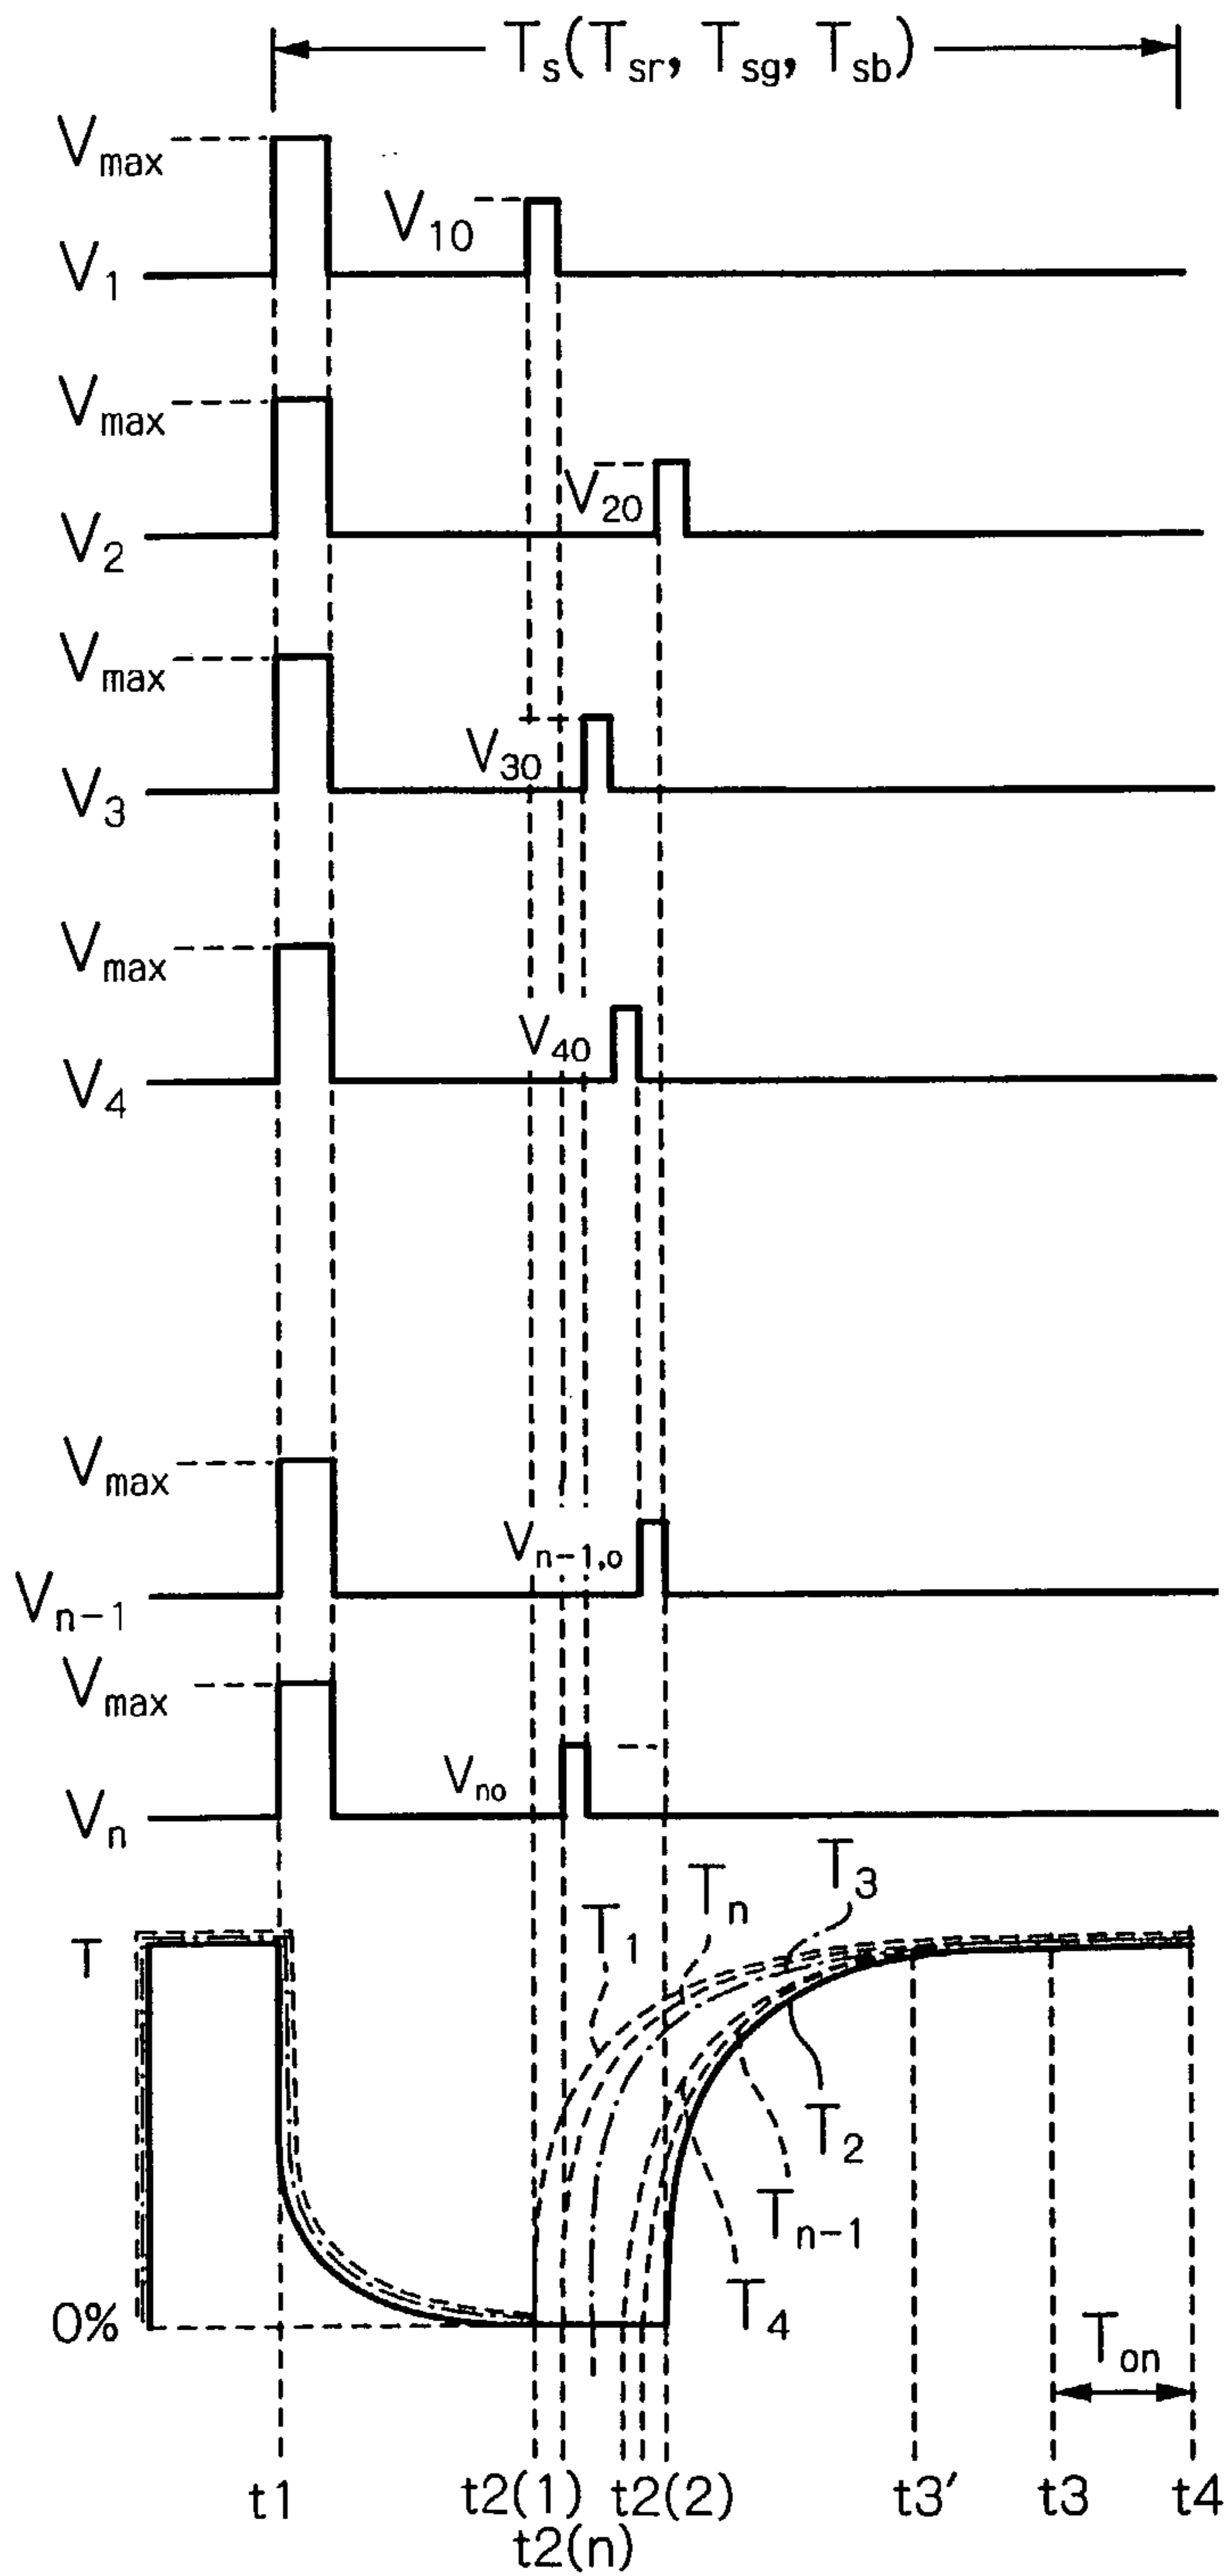 Ts(Tsr, Tsg, Tsb)
Vmax
V10
V1
Vmax
V20
V2
Vmax
V30
V3
Vmax
V40
V4
Vmax
Vn-1,o
Vn-1
Vmax
Vno
Vn
T
T1
Tn
T3
T2
Tn-1
T4
0%
Ton
t1
t2(1)
t2(2)
t3′
t3
t4
t2(n)